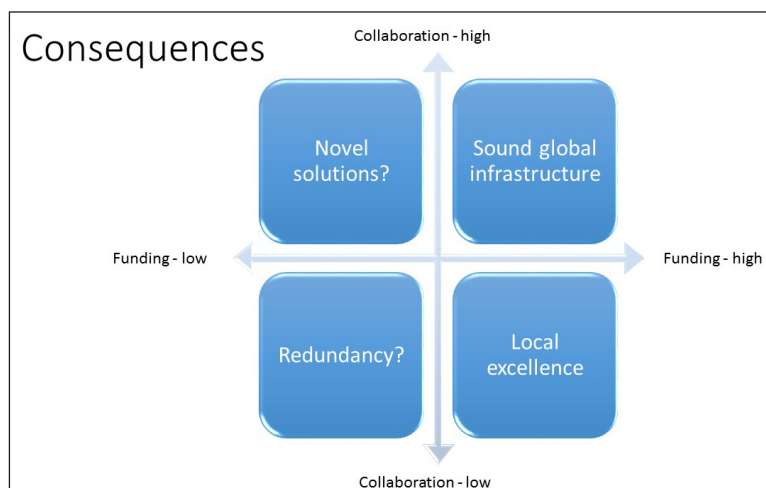 Consequences
Collaboration - high
Novel
solutions?
Sound global
infrastructure
Funding - low
Funding - high
Redundancy?
Local
excellence
Collaboration - low